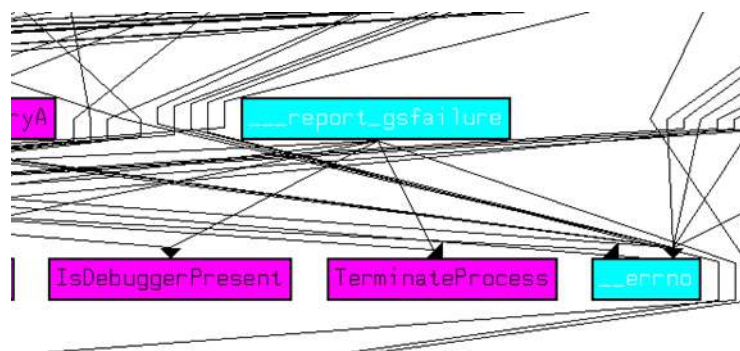 ryA
___report_gsfailure
IsDebuggerPresent
TerminateProcess
__errno